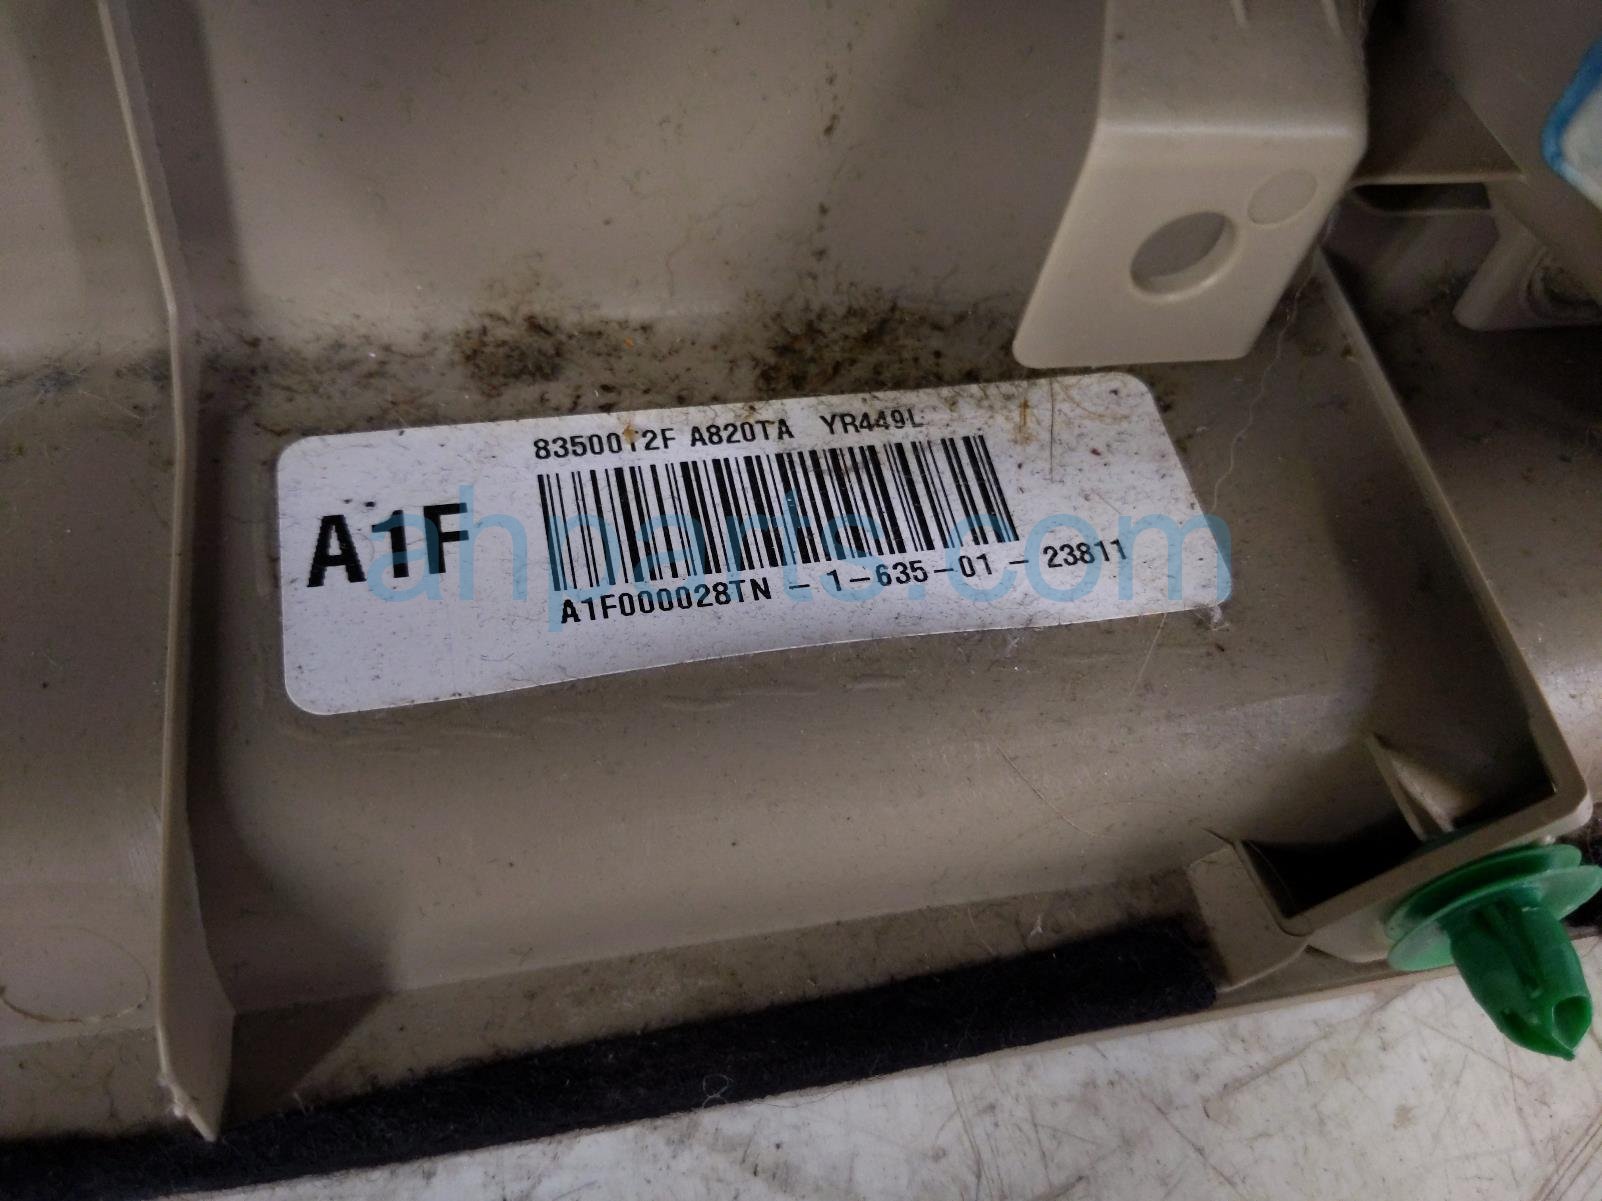 83500T2F A820TA YR449L
A1F
A1F000028TN - 1-635-01 - 23811
ahparts.com